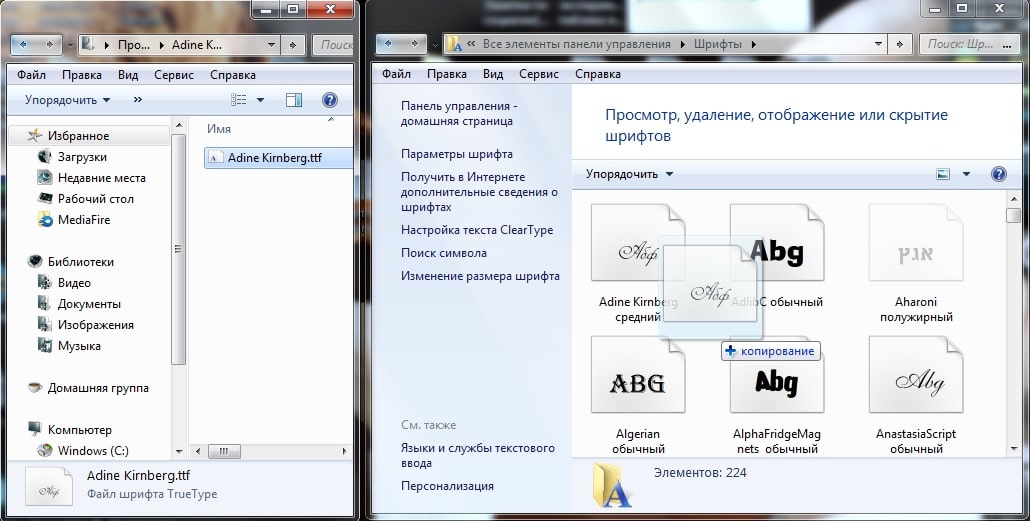 Про...
Adine K...
Поиск
Файл Правка Вид Сервис Справка
Упорядочить
Имя
Избранное
Загрузки
Недавние места
Рабочий стол
MediaFire
Библиотеки
Видео
Документы
Изображения
Музыка
Домашняя группа
Компьютер
Windows (C:)
Adine Kirnberg.ttf
Абф
Adine Kirnberg.ttf
Файл шрифта TrueType
Все элементы панели управления
Шрифты
Поиск: Шр...
Файл Правка Вид Сервис Справка
Панель управления -
домашняя страница
Параметры шрифта
Получить в Интернете
дополнительные сведения о
шрифтах
Настройка текста ClearType
Поиск символа
Изменение размера шрифта
См. также
Языки и службы текстового
ввода
Персонализация
Просмотр, удаление, отображение или скрытие
шрифтов
Упорядочить
Абф
Abg
אבץ
Абф
Adine Kirnberg
средний
AdlibC обычный
Aharoni
полужирный
копирование
ABG
Abg
Abg
Algerian
обычный
AlphaFridgeMag
nets обычный
AnastasiaScript
обычный
Элементов: 224